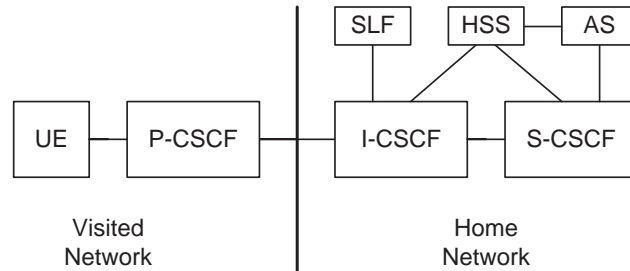 SLF HSS AS
UE P-CSCF I-CSCF S-CSCF
Visited
Network
Home
Network